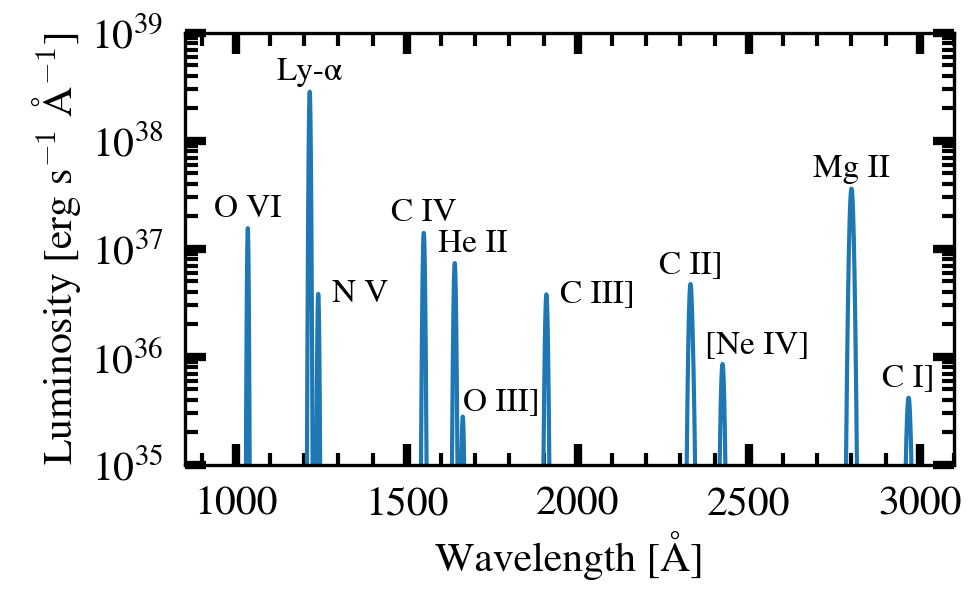 10³⁹
Ly-α
10³⁸
Mg II
O VI
C IV
He II
10³⁷
C II]
N V
C III]
[Ne IV]
10³⁶
C I]
O III]
10³⁵
Luminosity [erg s⁻¹ Å⁻¹]
1000 1500 2000 2500 3000
Wavelength [Å]